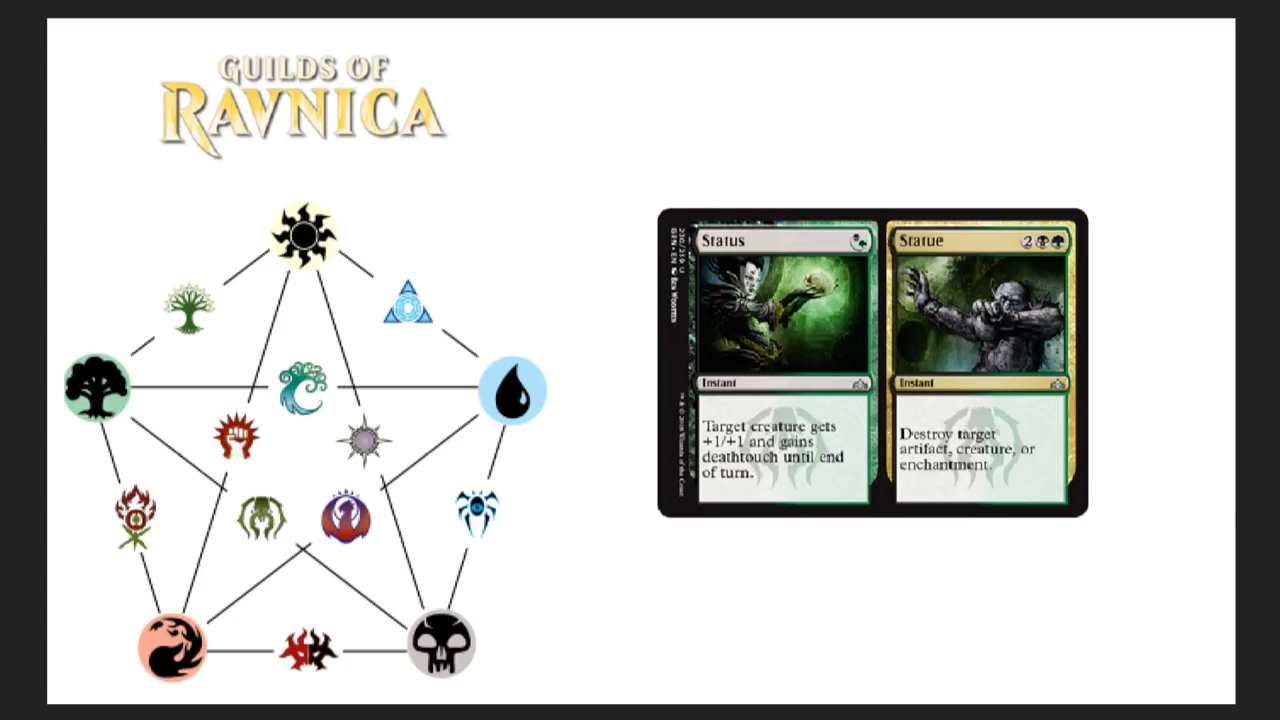 GUILDS OF
RAVNICA
Status
Statue
2
Instant
Instant
Target creature gets
+1/+1 and gains
deathtouch until end
of turn.
Destroy target
artifact, creature, or
enchantment.